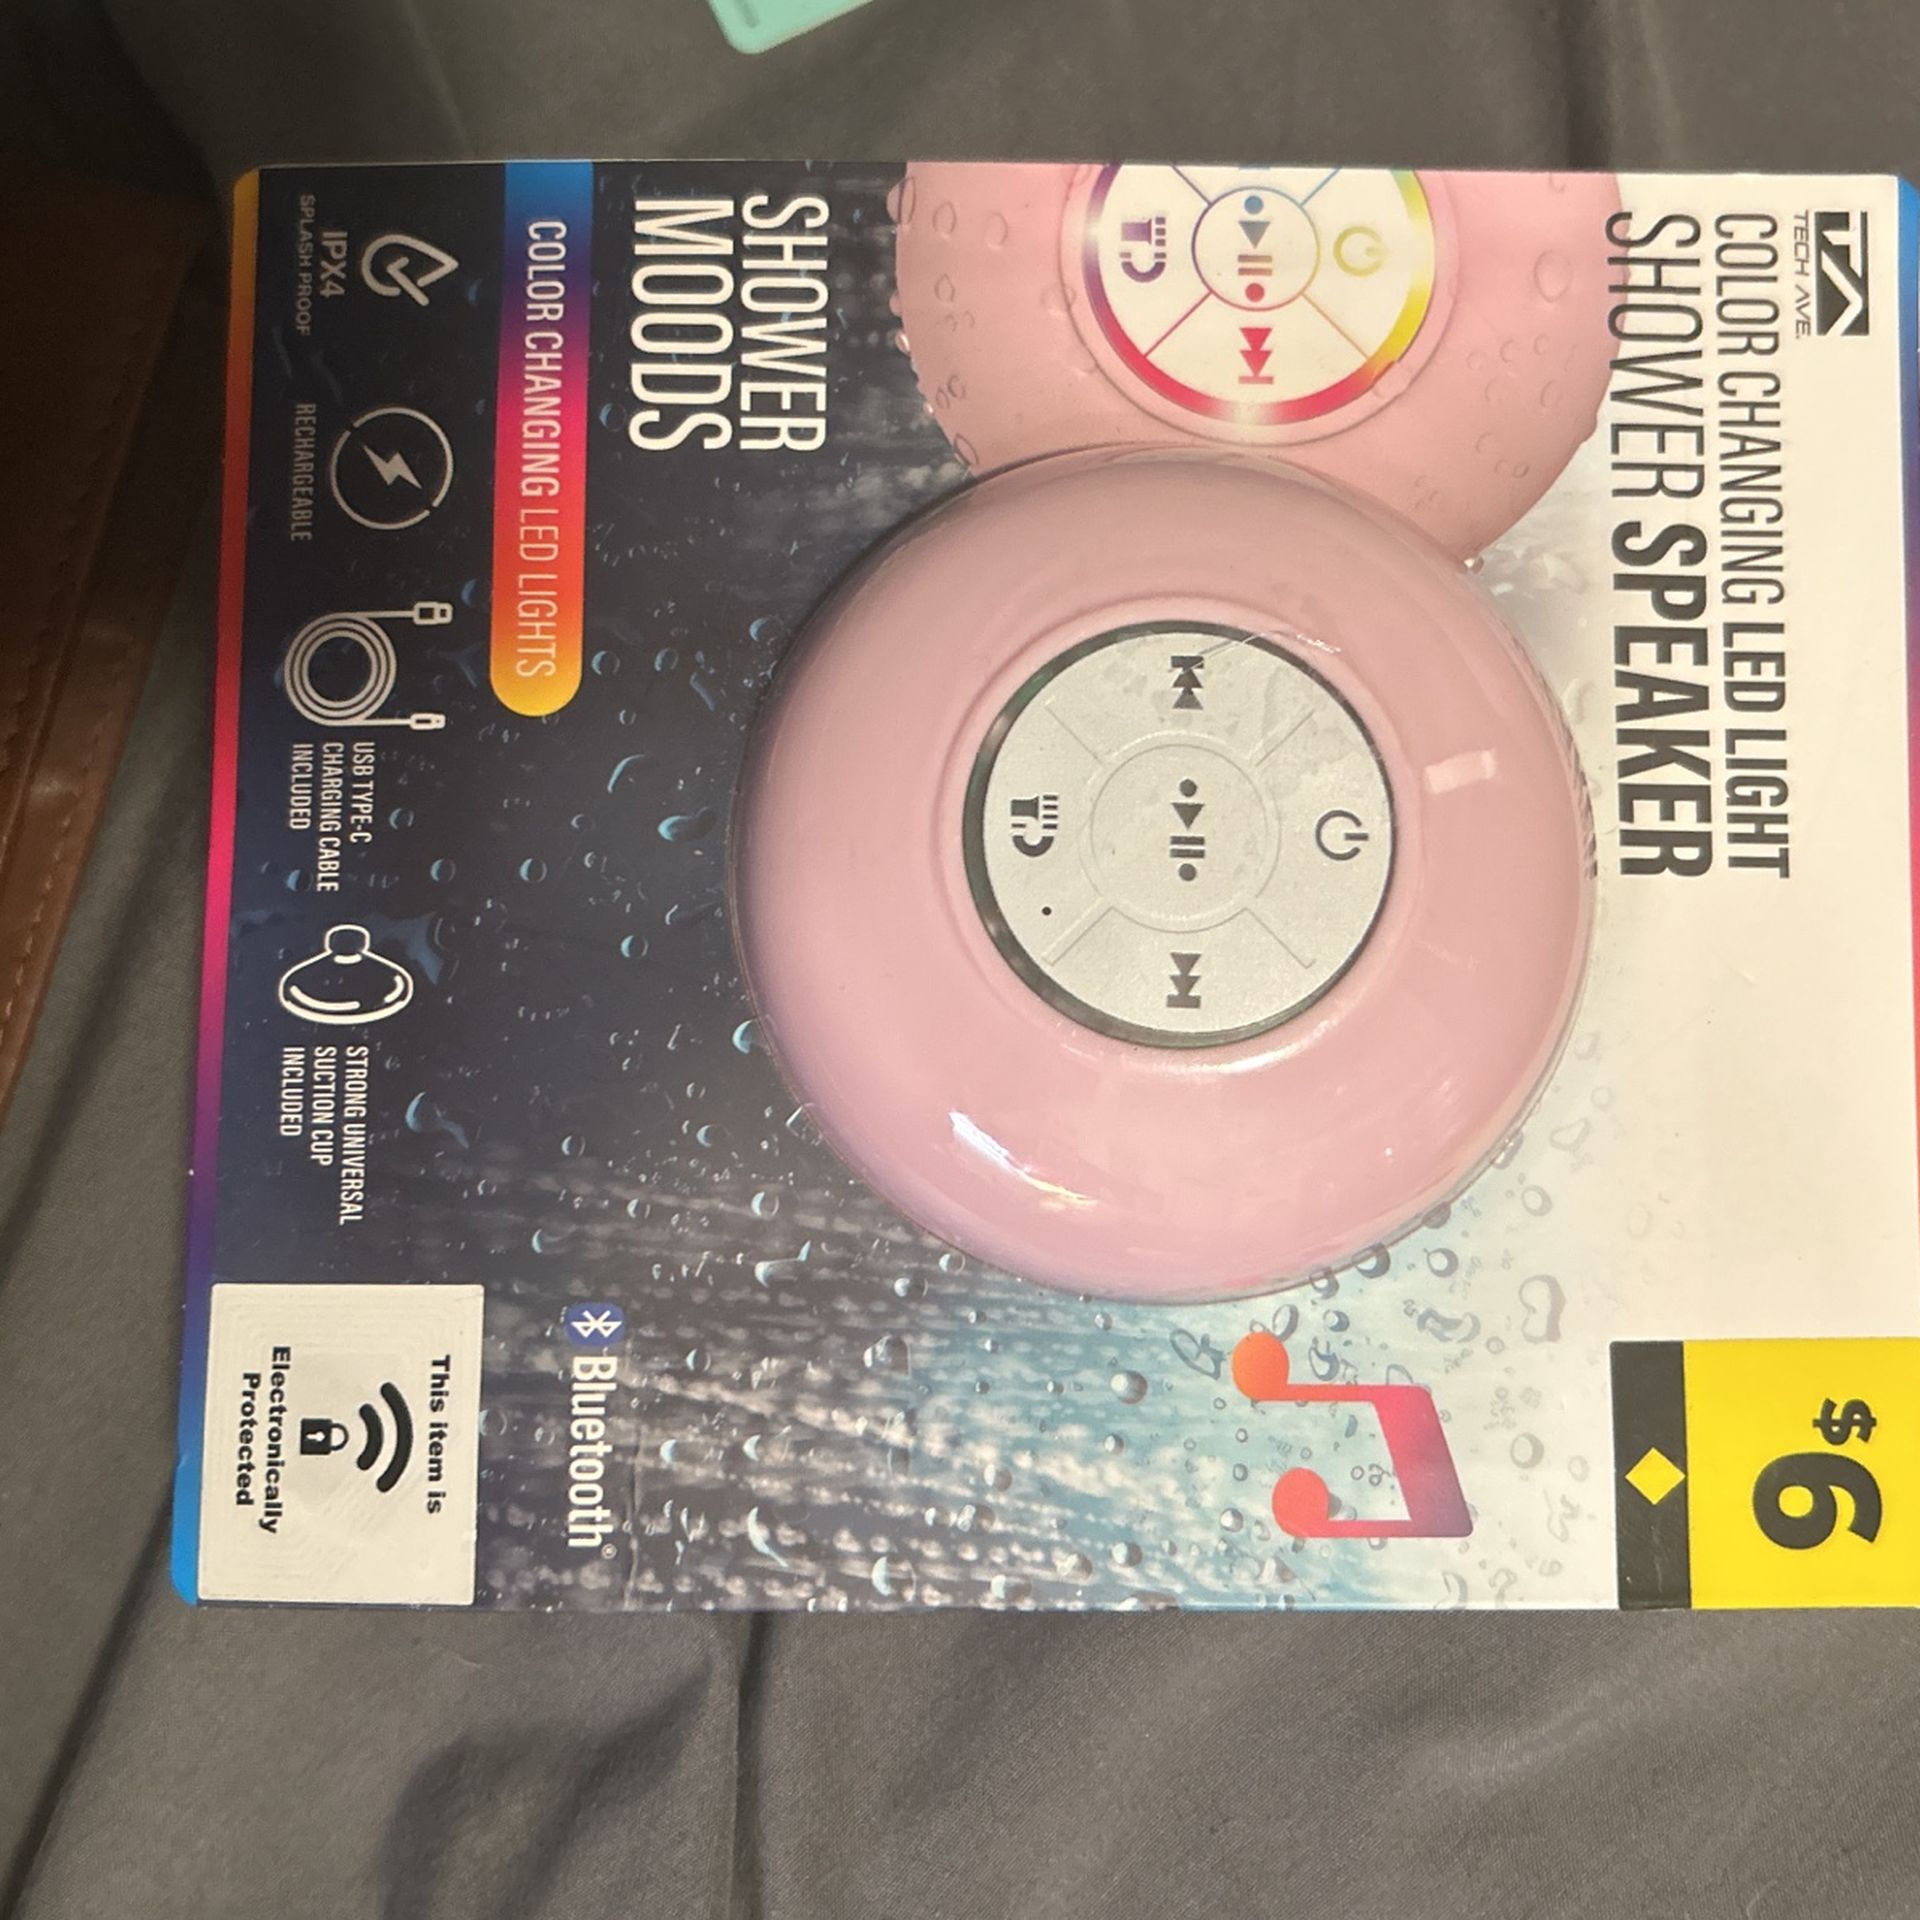 TA
TECH AVE.
COLOR CHANGING LED LIGHT
SHOWER SPEAKER
$6
SHOWER
MOODS
COLOR CHANGING LED LIGHTS
Bluetooth®
IPX4
SPLASH PROOF
RECHARGEABLE
USB TYPE-C
CHARGING CABLE
INCLUDED
STRONG UNIVERSAL
SUCTION CUP
INCLUDED
This item is
Electronically
Protected